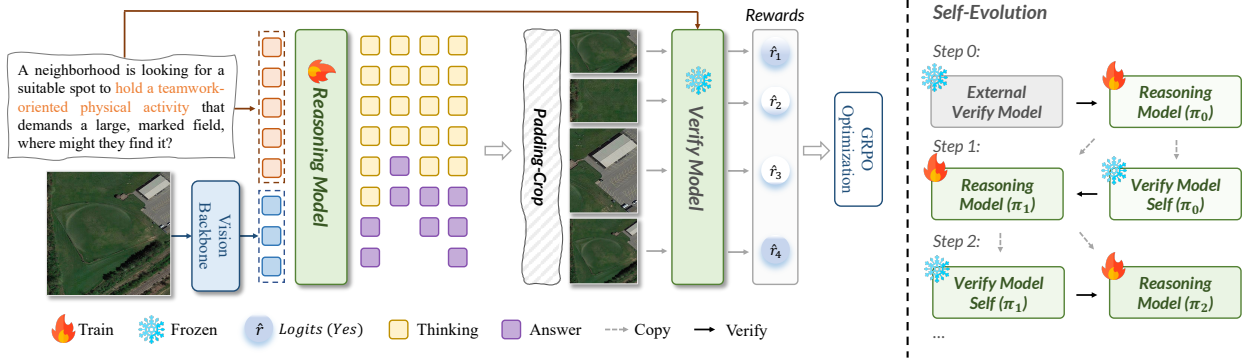 Rewards
Self-Evolution
A neighborhood is looking for a
suitable spot to hold a teamwork-
oriented physical activity that
demands a large, marked field,
where might they find it?
Vision
Backbone
Reasoning Model
Padding-Crop
Verify Model
r̂1
r̂2
r̂3
r̂4
GRPO
Optimization
Step 0:
External
Verify Model
Reasoning
Model (π0)
Step 1:
Reasoning
Model (π1)
Verify Model
Self (π0)
Step 2:
Verify Model
Self (π1)
Reasoning
Model (π2)
...
Train
Frozen
r̂ Logits (Yes)
Thinking
Answer
Copy
Verify